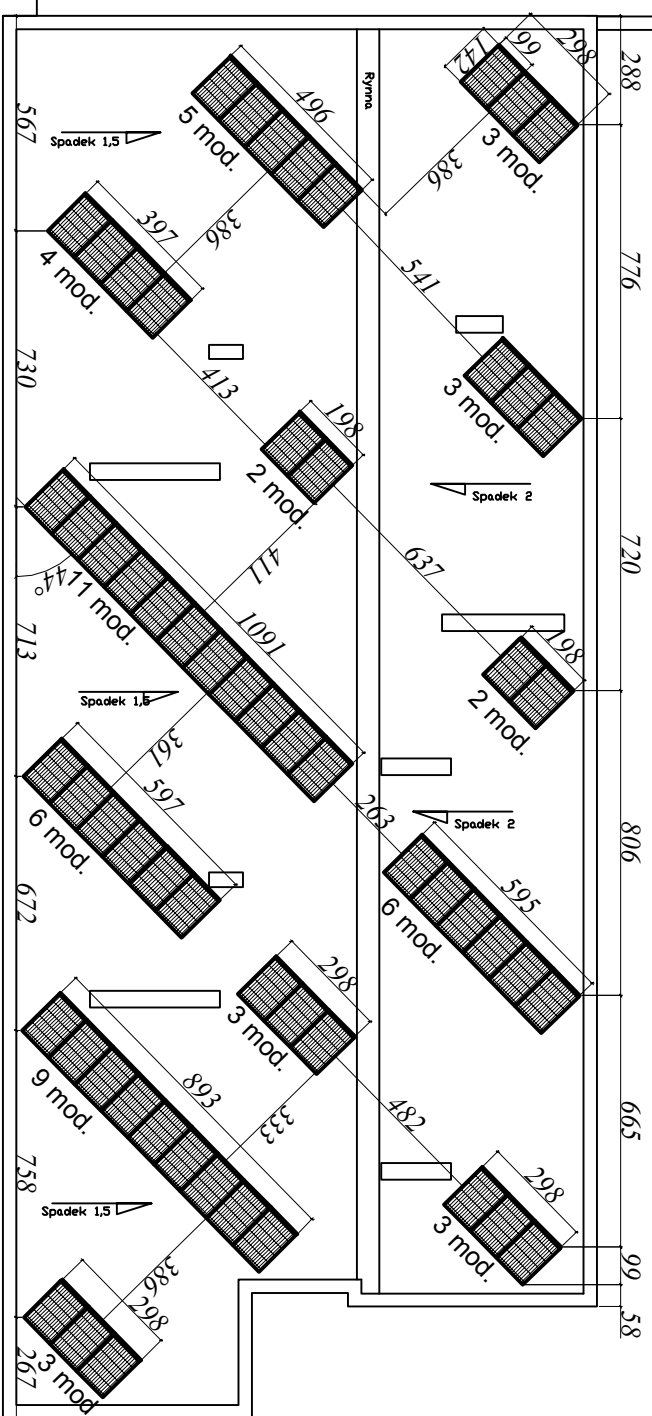 298
99
142
288
3 mod.
386
Rynna
496
5 mod.
567
Spadek 1,5
397
386
4 mod.
541
776
3 mod.
730
413
198
2 mod.
Spadek 2
411
637
720
44°
11 mod.
1091
198
2 mod.
713
Spadek 1,5
361
597
6 mod.
263
Spadek 2
806
595
6 mod.
672
298
3 mod.
893
9 mod.
333
482
665
298
3 mod.
758
Spadek 1,5
386
298
3 mod
267
99
58